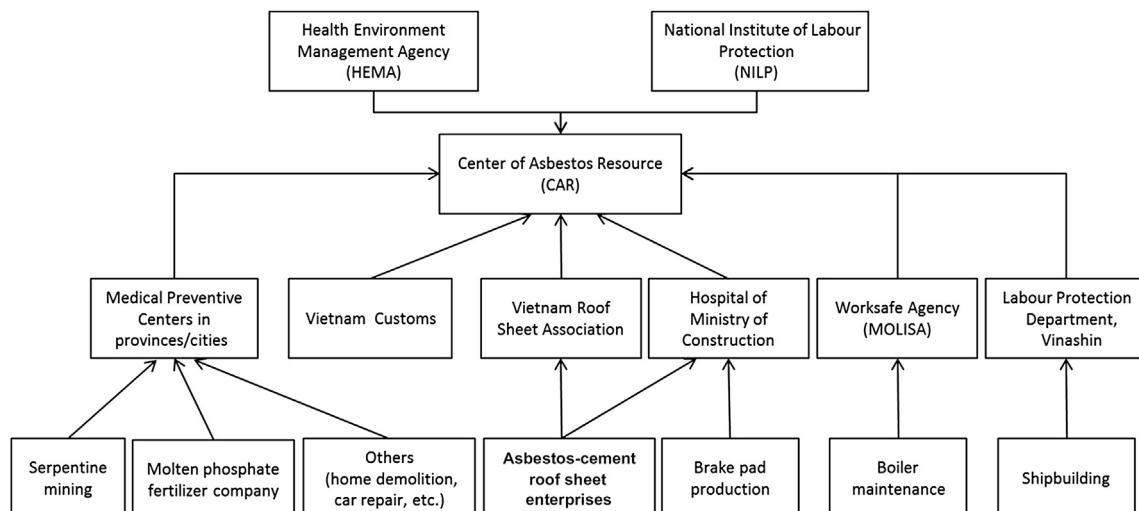 Health Environment
Management Agency
(HEMA)
National Institute of Labour
Protection
(NILP)
Center of Asbestos Resource
(CAR)
Medical Preventive
Centers in
provinces/cities
Vietnam Customs
Vietnam Roof
Sheet Association
Hospital of
Ministry of
Construction
Worksafe Agency
(MOLISA)
Labour Protection
Department,
Vinashin
Serpentine
mining
Molten phosphate
fertilizer company
Others
(home demolition,
car repair, etc.)
Asbestos-cement
roof sheet
enterprises
Brake pad
production
Boiler
maintenance
Shipbuilding